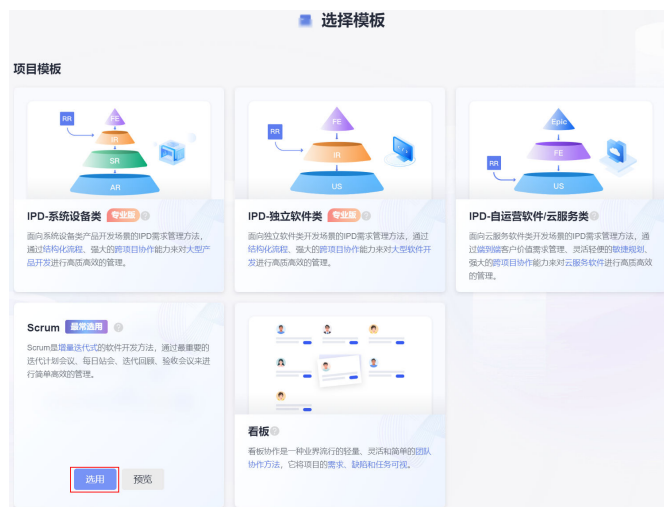 选择模板
项目模板
RR
FE
IR
SR
AR
RR
FE
IR
US
RR
Epic
FE
US
IPD-系统设备类 专业版
面向系统设备类产品开发场景的IPD需求管理方法，
通过结构化流程、强大的跨项目协作能力来对大型产
品开发进行高质高效的管理。
IPD-独立软件类 专业版
面向独立软件类开发场景的IPD需求管理方法，通过
结构化流程、强大的跨项目协作能力来对大型软件开
发进行高质高效的管理。
IPD-自运营软件/云服务类
面向云服务软件类开发场景的IPD需求管理方法，通
过端到端客户价值需求管理、灵活轻便的敏捷规划、
强大的跨项目协作能力来对云服务软件进行高质高效
的管理。
Scrum 最常选用
Scrum是增量迭代式的软件开发方法，通过最重要的
迭代计划会议、每日站会、迭代回顾、验收会议来进
行简单高效的管理。
选用 预览
看板
看板协作是一种业界流行的轻量、灵活和简单的团队
协作方法，它将项目的需求、缺陷和任务可视。